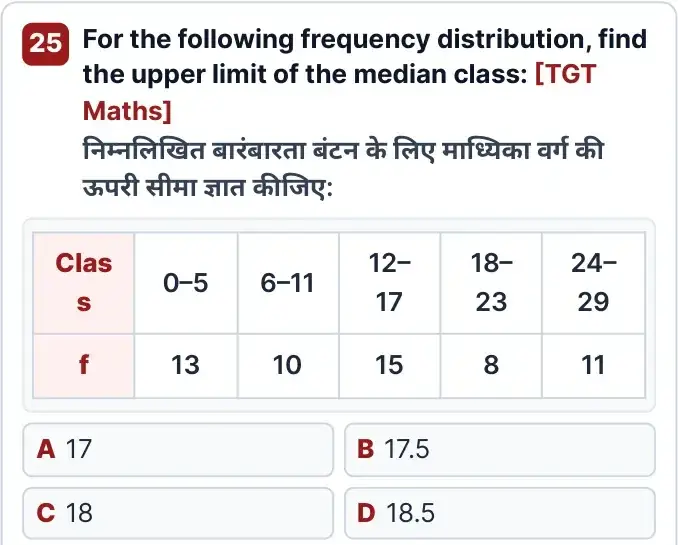 25 For the following frequency distribution, find
the upper limit of the median class: [TGT
Maths]
निम्नलिखित बारंबारता बंटन के लिए माध्यिका वर्ग की
ऊपरी सीमा ज्ञात कीजिए:
Clas
s 0–5 6–11 12–
17 18–
23 24–
29
f 13 10 15 8 11
A 17 B 17.5
C 18 D 18.5